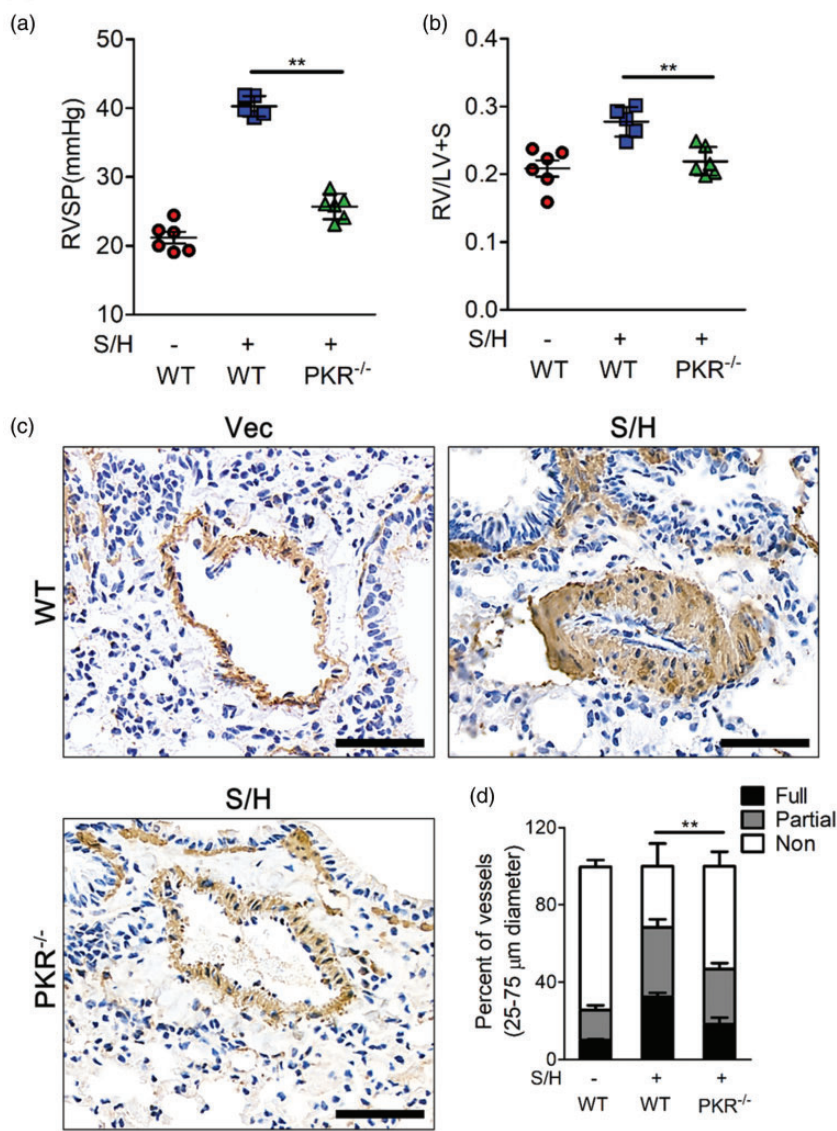 (a)
RVSP(mmHg)
50
40
30
20
10
**
S/H - + +
WT WT PKR-/-
(b)
RV/LV+S
0.4
0.3
0.2
0.1
0.0
**
S/H - + +
WT WT PKR-/-
(c)
Vec S/H
WT
S/H
PKR-/-
(d)
Full
Partial
Non
**
Percent of vessels
(25-75 μm diameter)
120
80
40
0
S/H - + +
WT WT PKR-/-